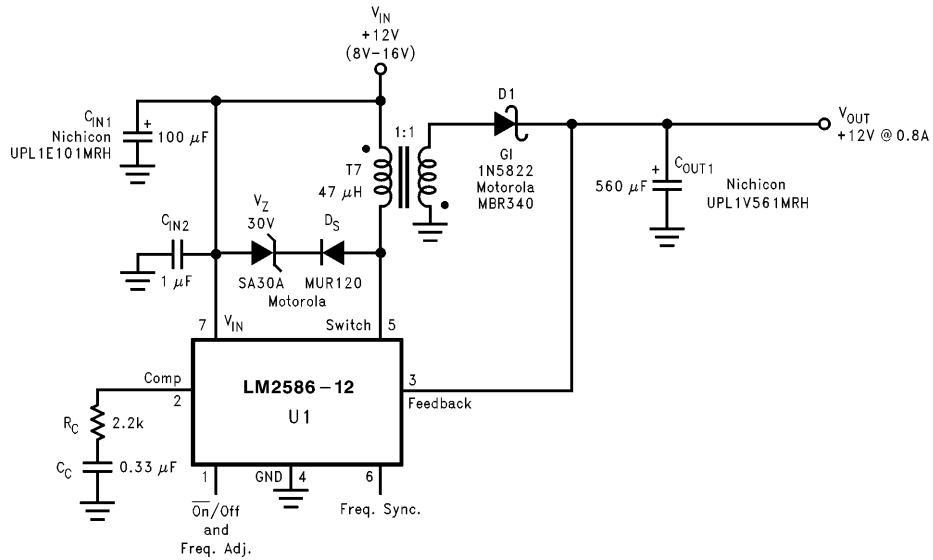 V_IN
+12V
(8V-16V)
C_IN1
Nichicon
UPL1E101MRH
+
100 μF
D1
V_OUT
+12V @ 0.8A
1:1
T7
47 μH
GI
1N5822
Motorola
MBR340
+
C_OUT1
560 μF
Nichicon
UPL1V561MRH
V_Z
30V
D_S
C_IN2
1 μF
SA30A
MUR120
Motorola
7
V_IN
Switch
5
Comp
2
LM2586-12
U1
3
Feedback
R_C
2.2k
C_C
0.33 μF
1
GND
4
6
O̅n̅/Off
and
Freq. Adj.
Freq. Sync.